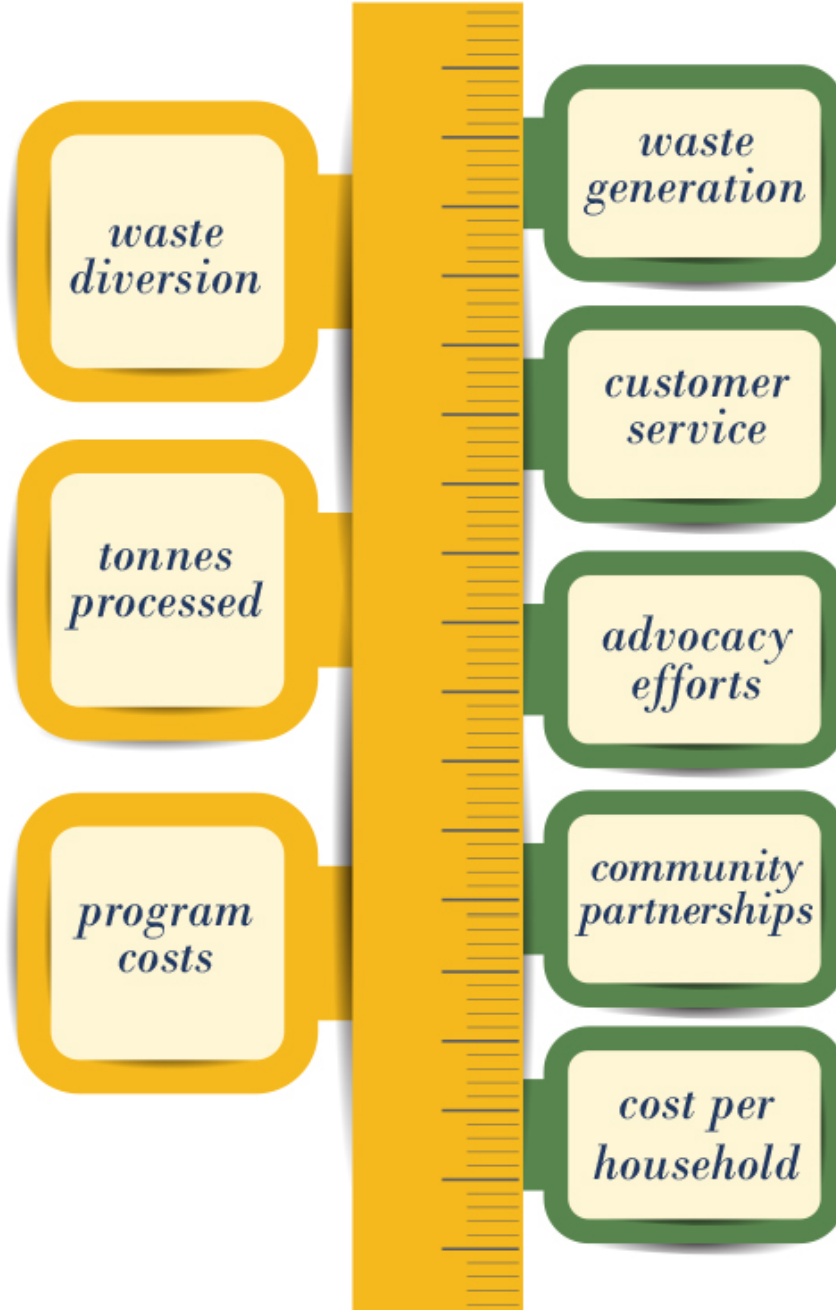 waste
diversion
tonnes
processed
program
costs
waste
generation
customer
service
advocacy
efforts
community
partnerships
cost per
household